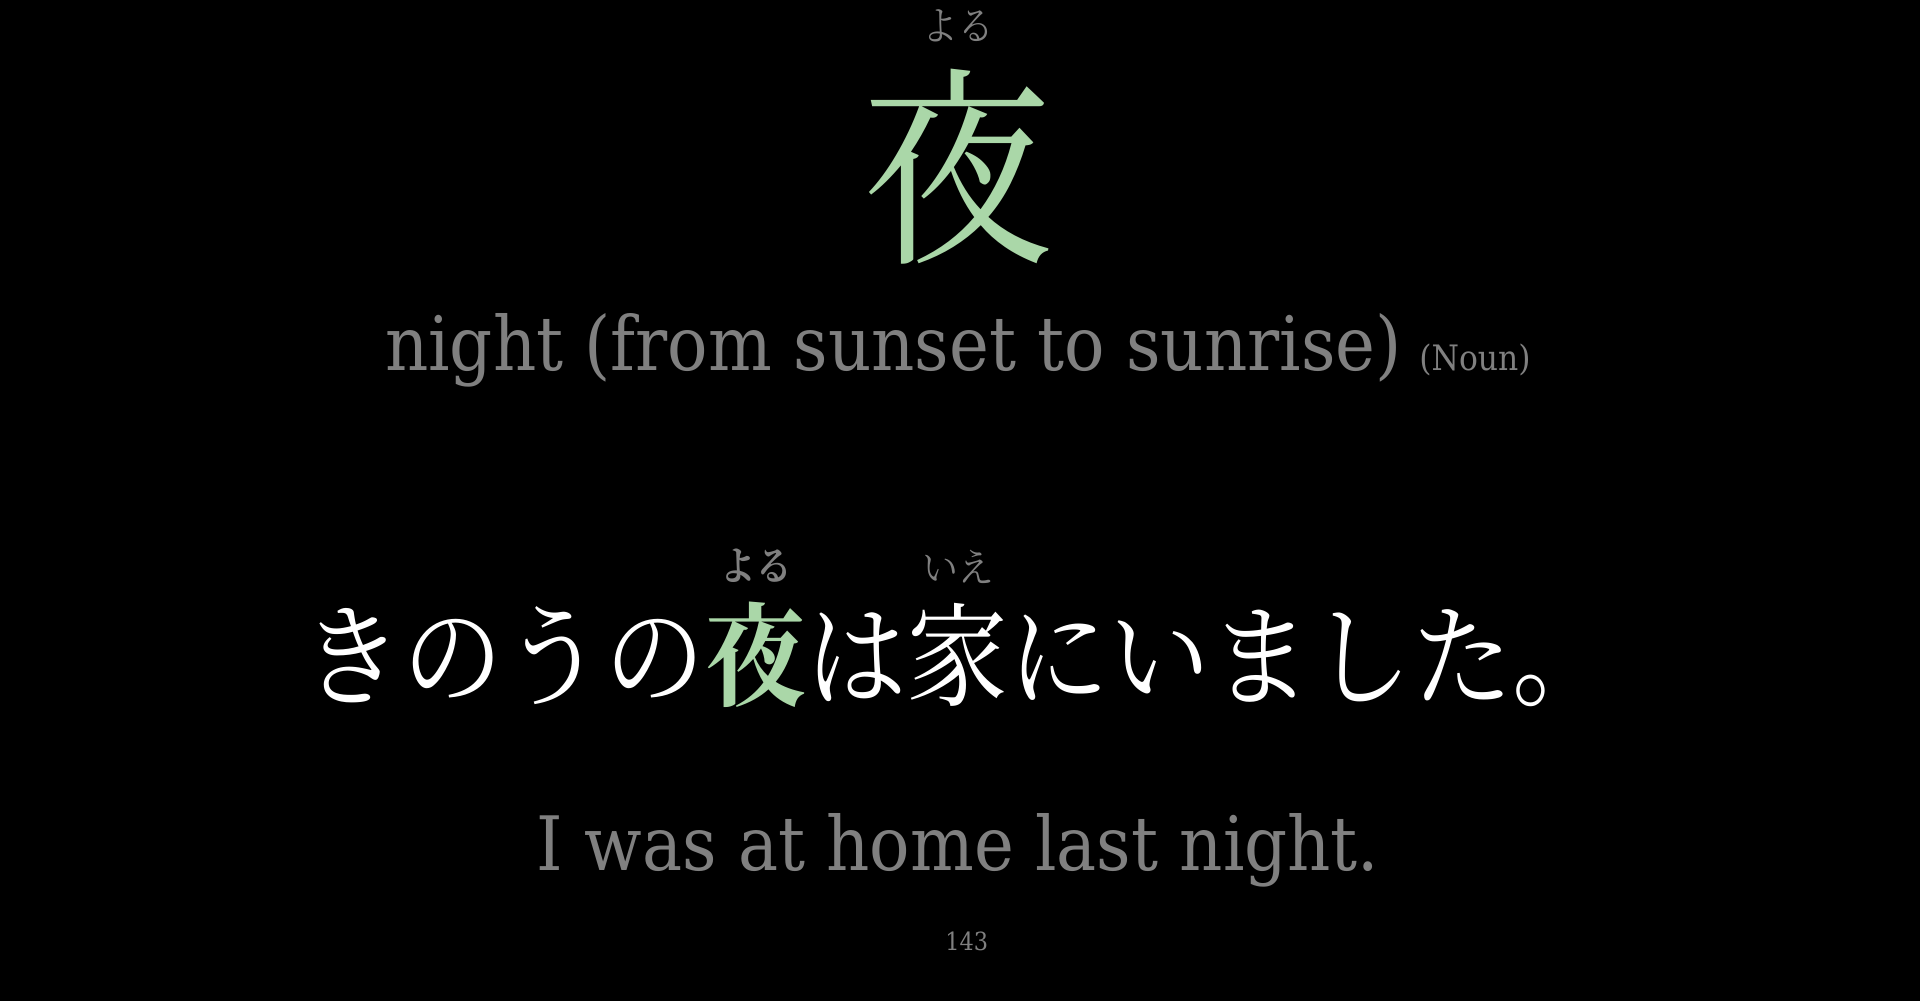 よる
夜
night (from sunset to sunrise) (Noun)
よる いえ
きのうの夜は家にいました。
I was at home last night.
143